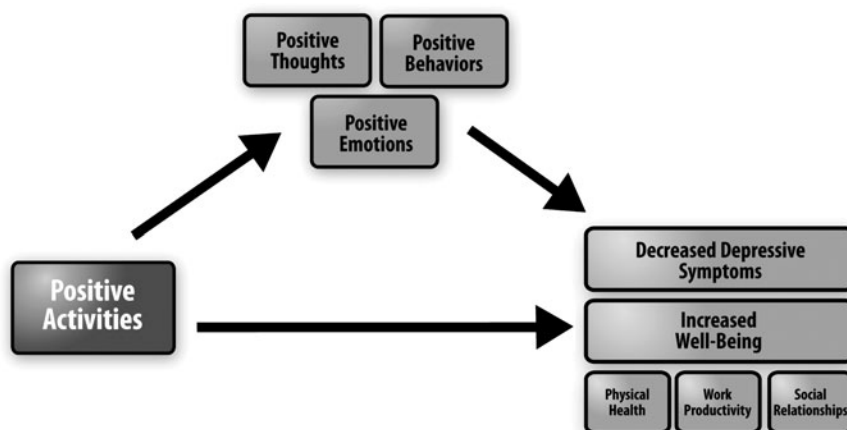 Positive
Thoughts
Positive
Behaviors
Positive
Emotions
Positive
Activities
Decreased Depressive
Symptoms
Increased
Well-Being
Physical
Health
Work
Productivity
Social
Relationships